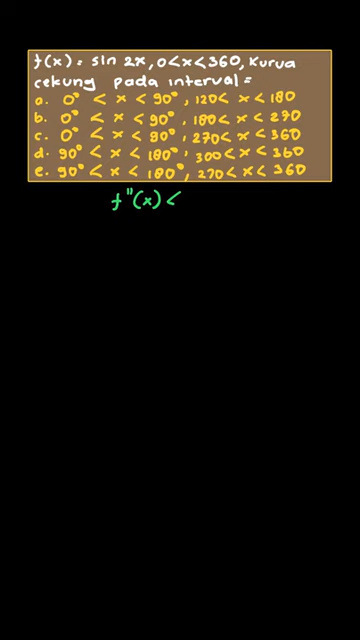 f(x) = sin 2x, 0<x<360, kurva
cekung pada interval =
a. 0° < x < 90°, 120< x < 180
b. 0° < x < 90°, 180< x < 270
c. 0° < x < 90°, 270< x < 360
d. 90° < x < 180°, 300< x < 360
e. 90° < x < 180°, 270< x < 360
f"(x) <